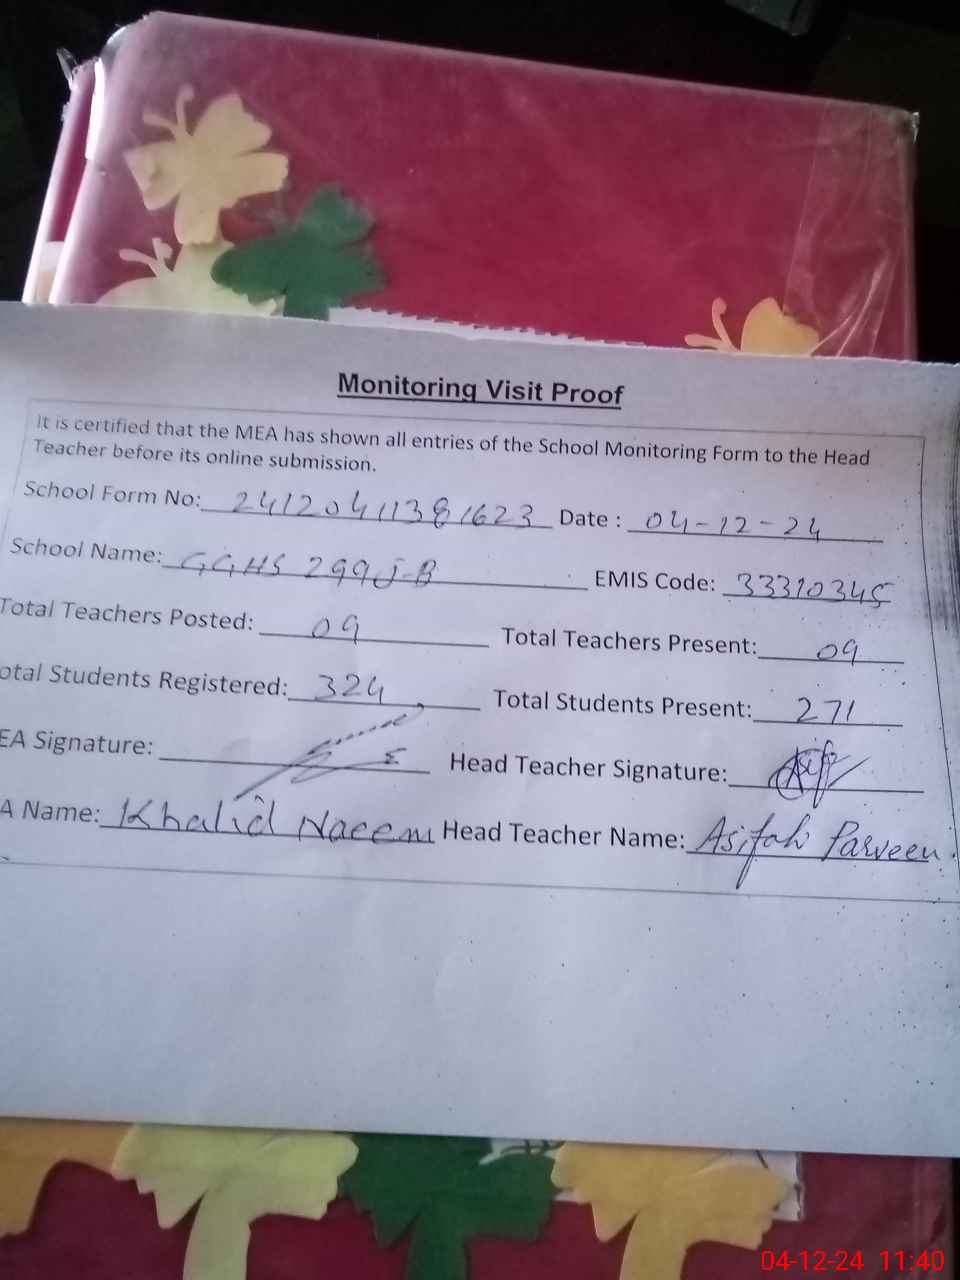 Monitoring Visit Proof
It is certified that the MEA has shown all entries of the School Monitoring Form to the Head
Teacher before its online submission.
School Form No: 24120411381623 Date : 04-12-24
School Name: GGHS 299 J-B EMIS Code: 33310345
Total Teachers Posted: 09 Total Teachers Present: 09
otal Students Registered: 324 Total Students Present: 271
EA Signature: Head Teacher Signature:
A Name: Khalid Naeem Head Teacher Name: Asifah Parveen.
04-12-24 11:40